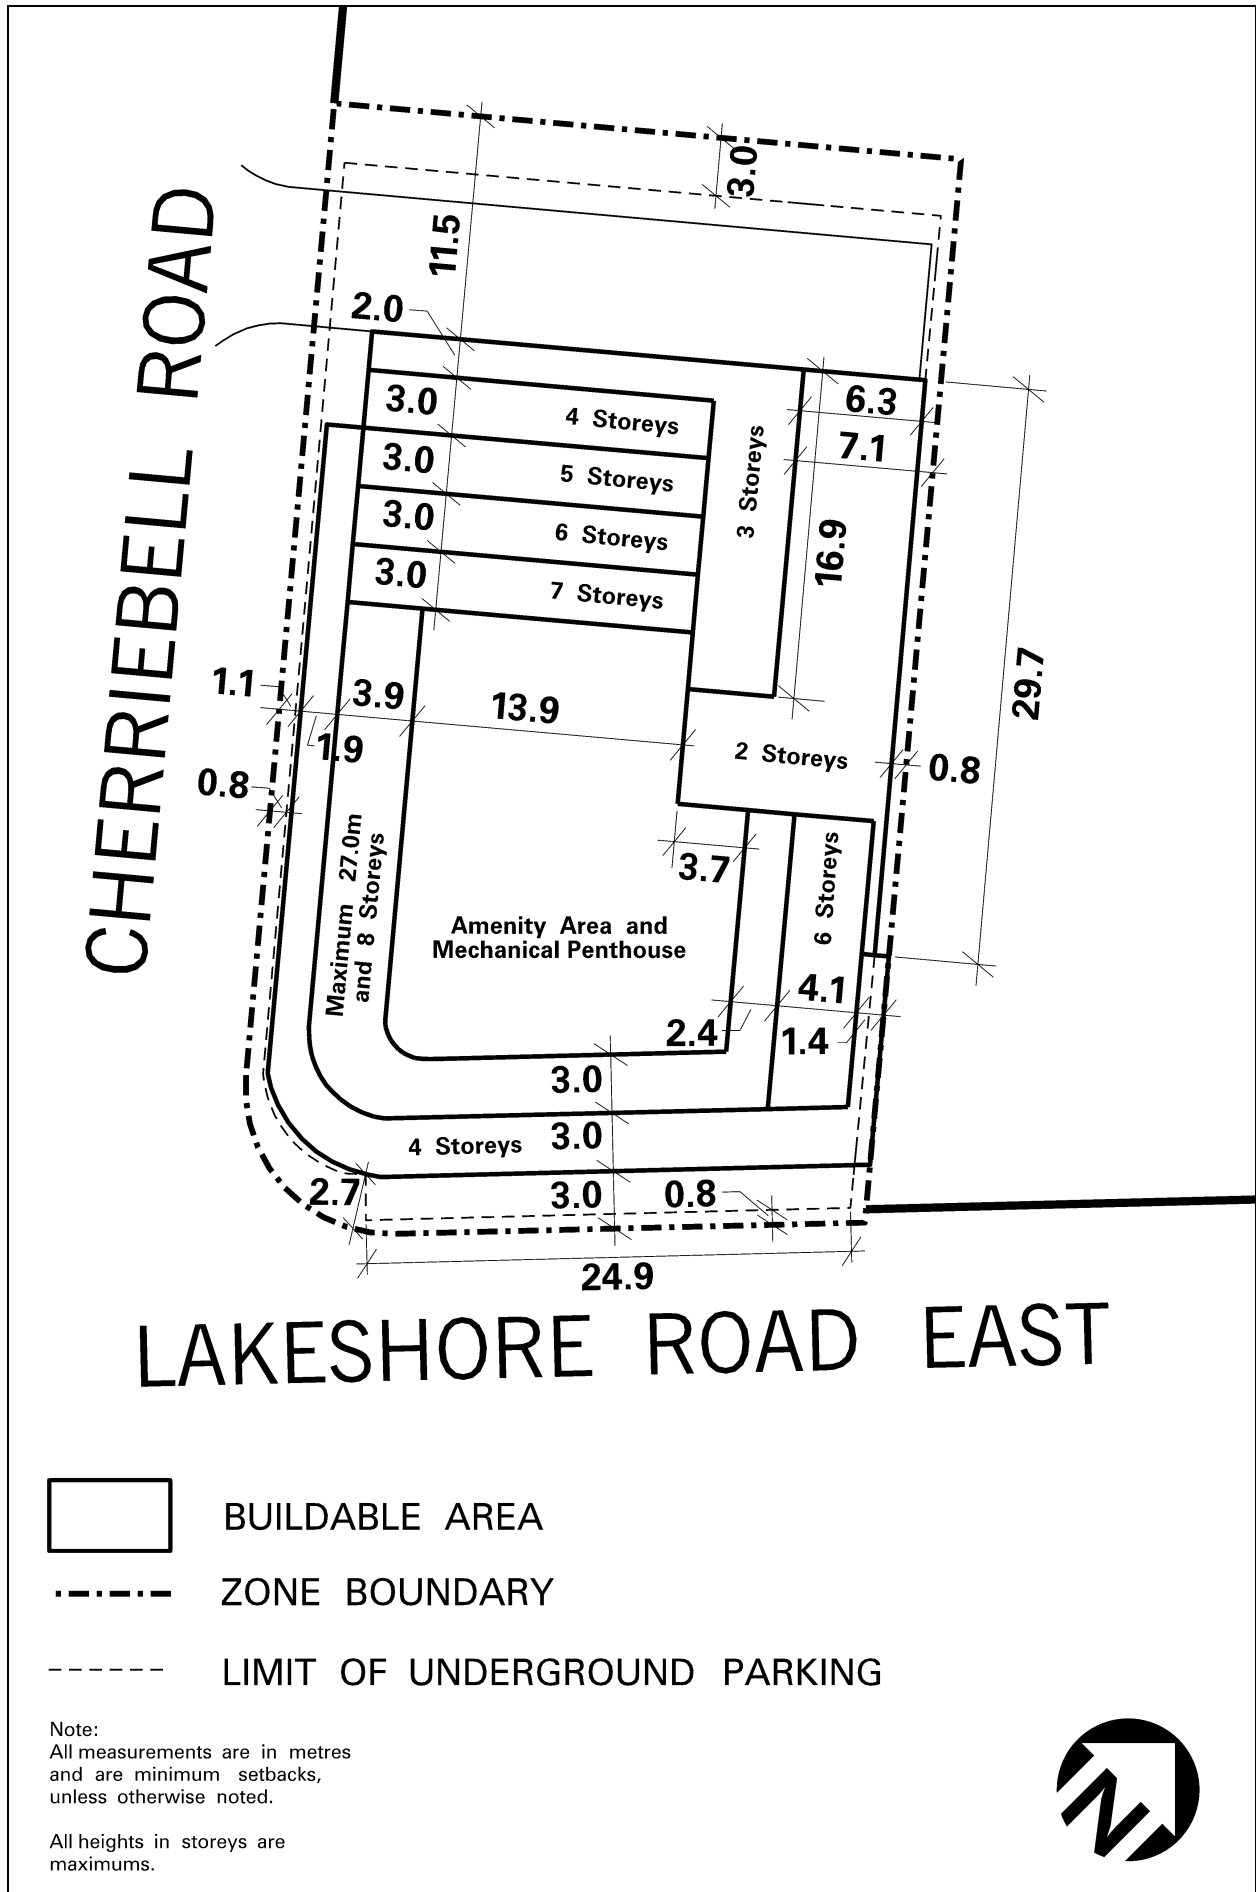 3.0
11.5
2.0
CHERRIEBELL ROAD
3.0
4 Storeys
3.0
5 Storeys
3.0
6 Storeys
3.0
7 Storeys
3 Storeys
6.3
7.1
16.9
29.7
1.1
3.9
13.9
1.9
2 Storeys
0.8
0.8
3.7
Maximum 27.0m
and 8 Storeys
Amenity Area and
Mechanical Penthouse
6 Storeys
4.1
2.4
1.4
3.0
4 Storeys
3.0
2.7
3.0
0.8
24.9
LAKESHORE ROAD EAST
BUILDABLE AREA
ZONE BOUNDARY
LIMIT OF UNDERGROUND PARKING
Note:
All measurements are in metres
and are minimum setbacks,
unless otherwise noted.
All heights in storeys are
maximums.
N